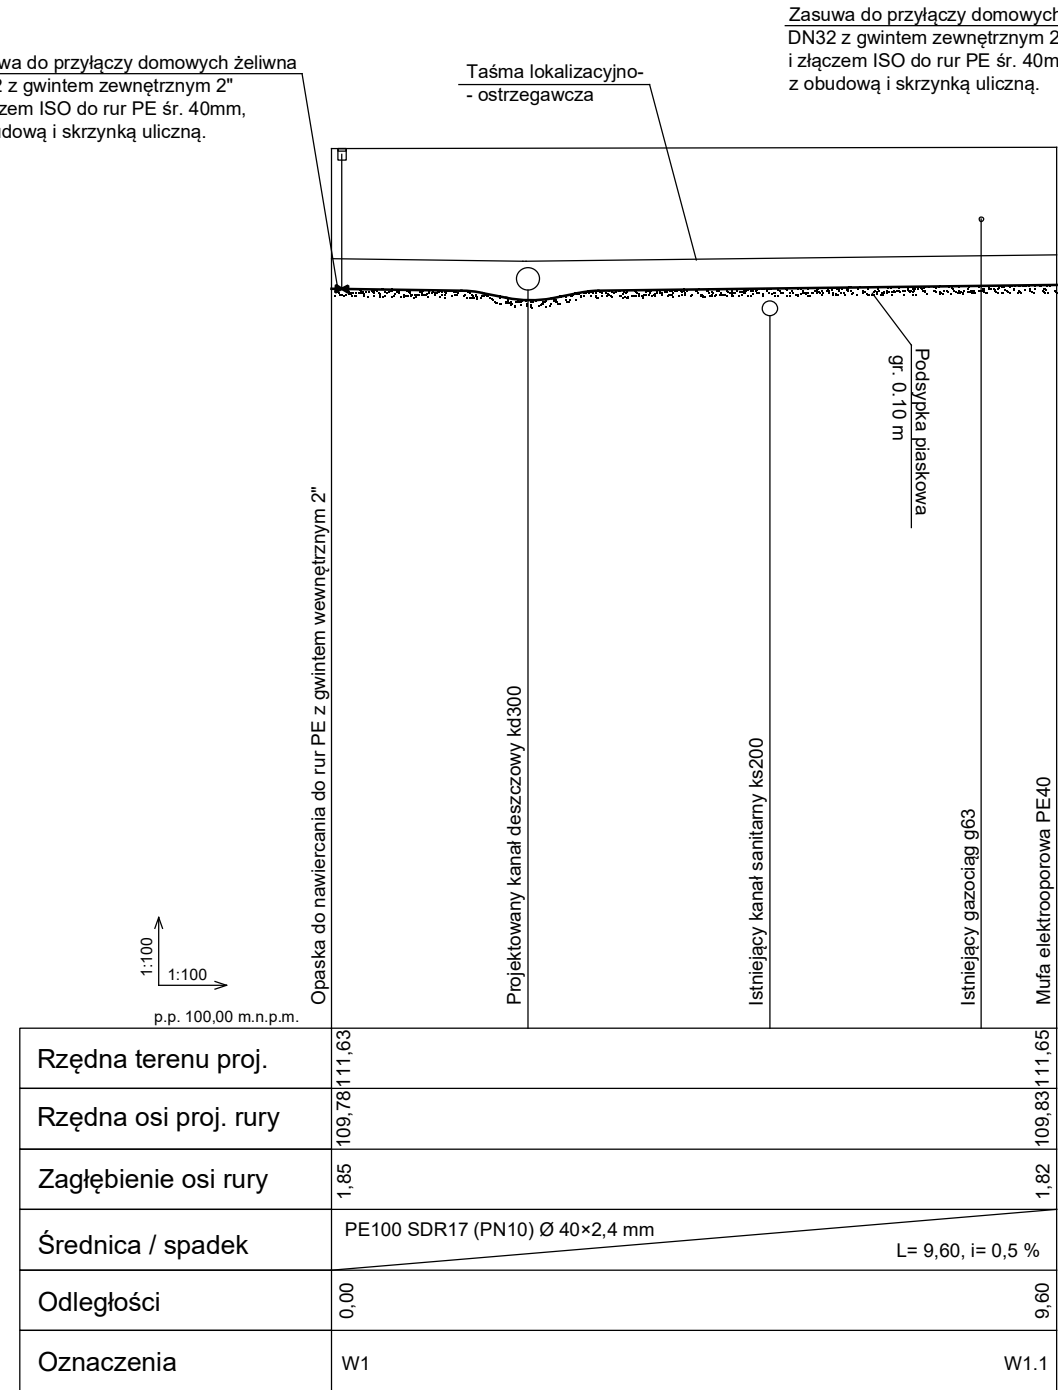 Zasuwa do przyłączy domowych
DN32 z gwintem zewnętrznym 2
i złączem ISO do rur PE śr. 40m
z obudową i skrzynką uliczną.
wa do przyłączy domowych żeliwna
2 z gwintem zewnętrznym 2"
zem ISO do rur PE śr. 40mm,
dową i skrzynką uliczną.
Taśma lokalizacyjno-
- ostrzegawcza
Podsypka piaskowa
gr. 0.10 m
Opaska do nawiercania do rur PE z gwintem wewnętrznym 2"
Projektowany kanał deszczowy kd300
Istniejący kanał sanitarny ks200
Istniejący gazociąg g63
Mufa elektrooporowa PE40
1:100
1:100
p.p. 100,00 m.n.p.m.
Rzędna terenu proj. 111,63 111,65
Rzędna osi proj. rury 109,78 109,83
Zagłębienie osi rury 1,85 1,82
Średnica / spadek PE100 SDR17 (PN10) Ø 40×2,4 mm L= 9,60, i= 0,5 %
Odległości 0,00 9,60
Oznaczenia W1 W1.1